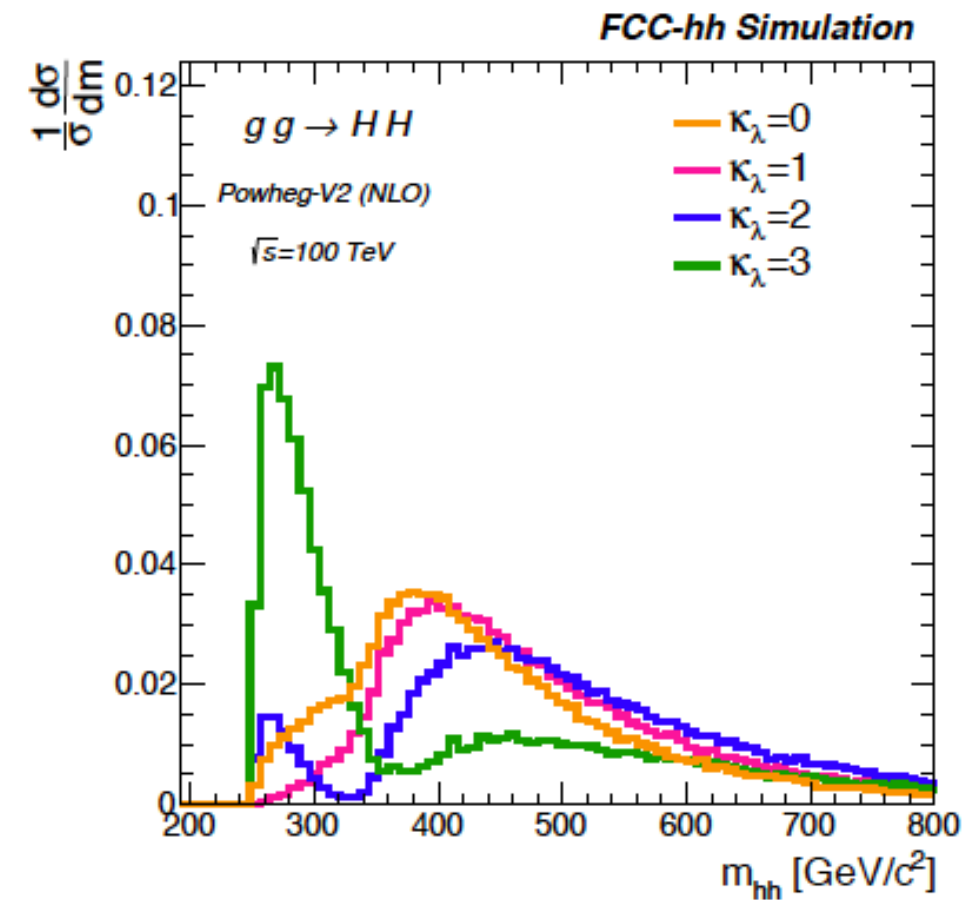 FCC-hh Simulation
1/σ dσ/dm
g g → H H
Powheg-V2 (NLO)
√s=100 TeV
κλ=0
κλ=1
κλ=2
κλ=3
0.12
0.1
0.08
0.06
0.04
0.02
0
200 300 400 500 600 700 800
mhh [GeV/c²]